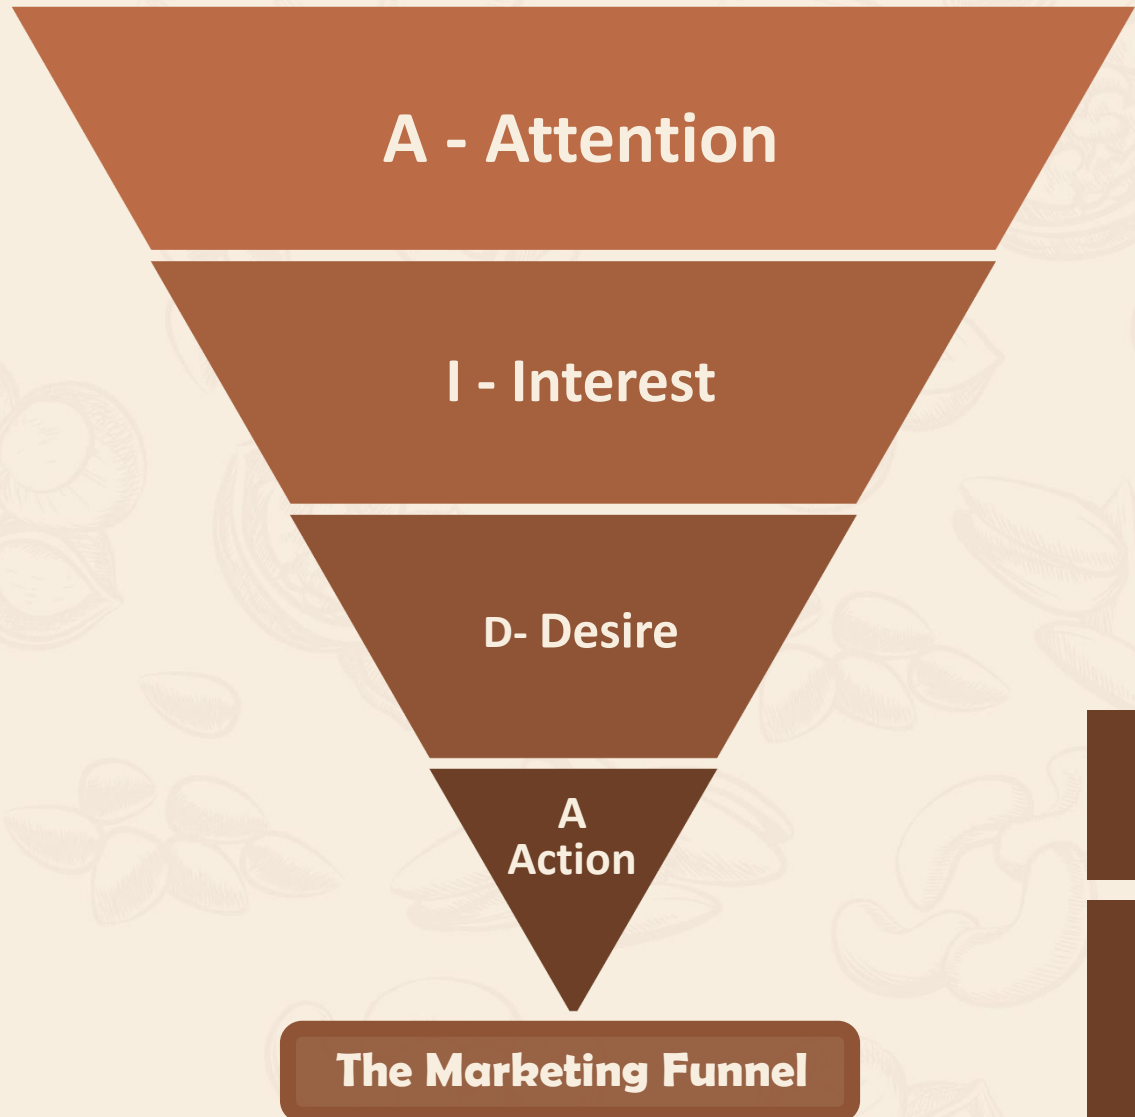 A - Attention
I - Interest
D- Desire
A
Action
The Marketing Funnel